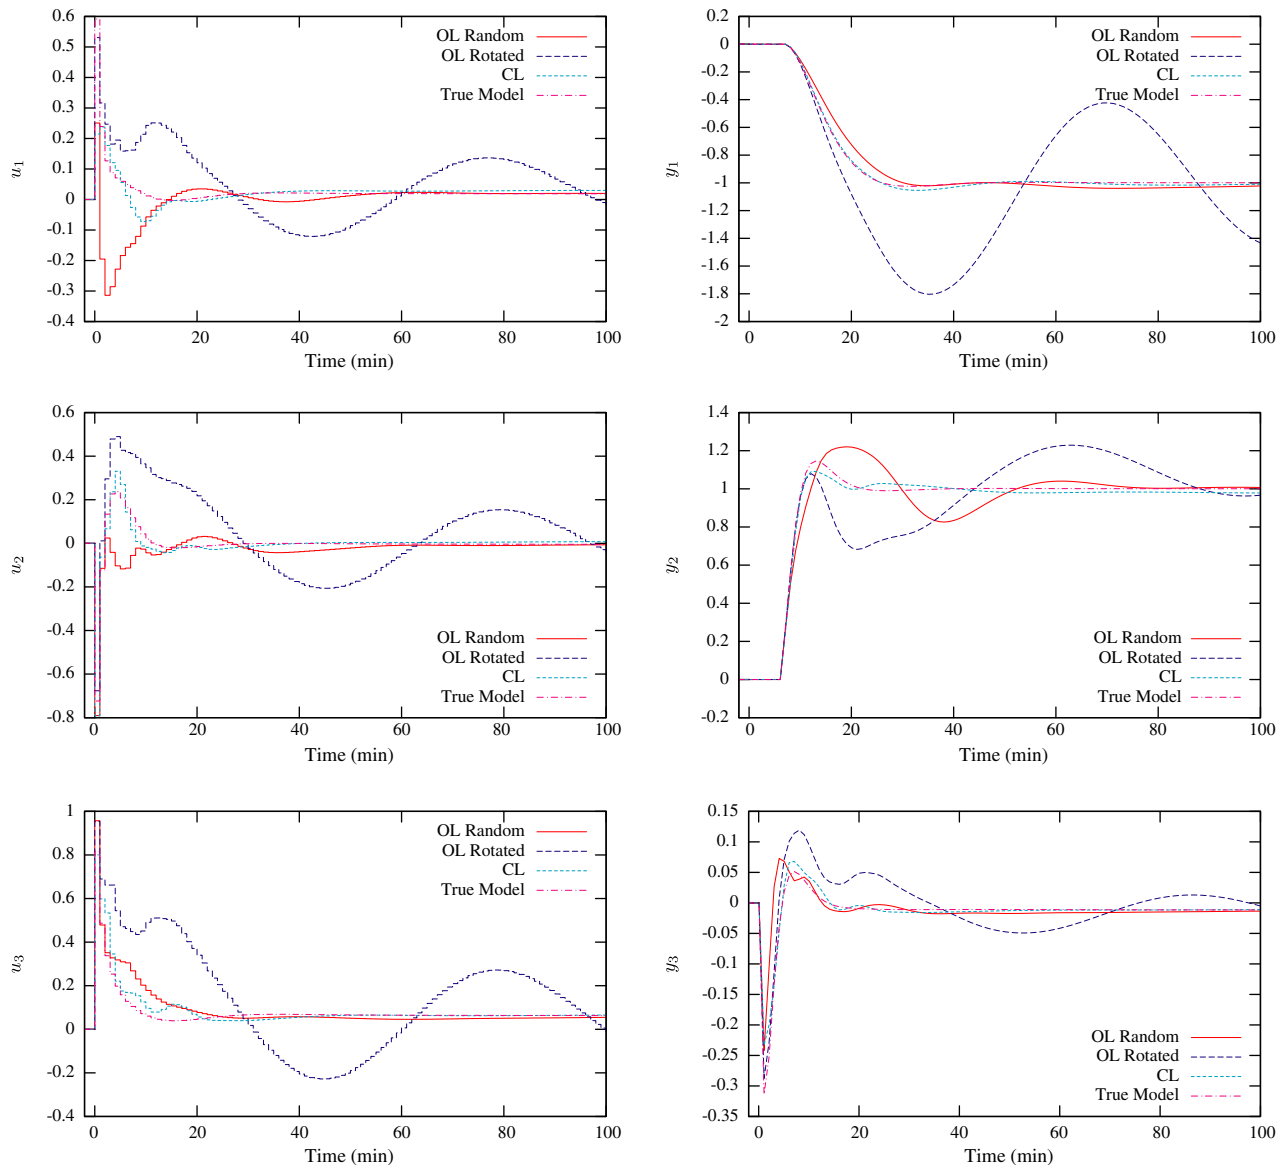 0.6
0.5
0.4
0.3
0.2
0.1
0
-0.1
-0.2
-0.3
-0.4
0 20 40 60 80 100
u1
Time (min)
OL Random
OL Rotated
CL
True Model
0.2
0
-0.2
-0.4
-0.6
-0.8
-1
-1.2
-1.4
-1.6
-1.8
-2
0 20 40 60 80 100
y1
Time (min)
OL Random
OL Rotated
CL
True Model
0.6
0.4
0.2
0
-0.2
-0.4
-0.6
-0.8
0 20 40 60 80 100
u2
Time (min)
OL Random
OL Rotated
CL
True Model
1.4
1.2
1
0.8
0.6
0.4
0.2
0
-0.2
0 20 40 60 80 100
y2
Time (min)
OL Random
OL Rotated
CL
True Model
1
0.8
0.6
0.4
0.2
0
-0.2
-0.4
0 20 40 60 80 100
u3
Time (min)
OL Random
OL Rotated
CL
True Model
0.15
0.1
0.05
0
-0.05
-0.1
-0.15
-0.2
-0.25
-0.3
-0.35
0 20 40 60 80 100
y3
Time (min)
OL Random
OL Rotated
CL
True Model